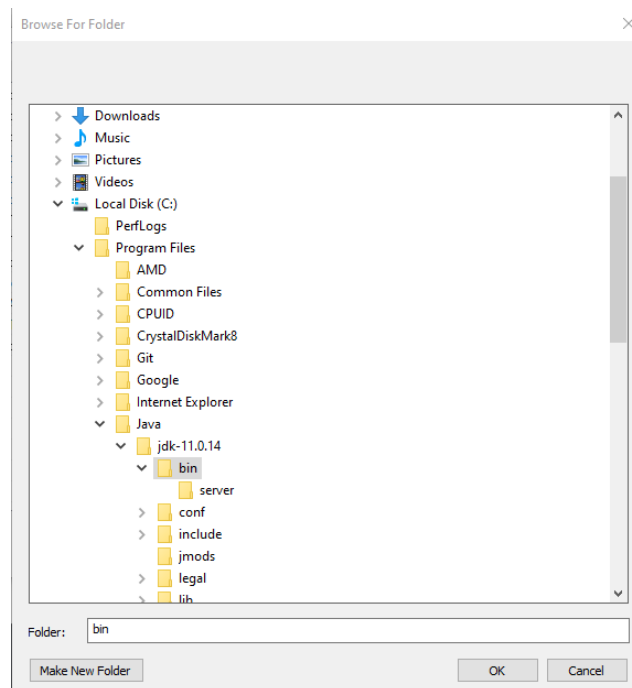 Browse For Folder
Downloads
Music
Pictures
Videos
Local Disk (C:)
PerfLogs
Program Files
AMD
Common Files
CPUID
CrystalDiskMark8
Git
Google
Internet Explorer
Java
jdk-11.0.14
bin
server
conf
include
jmods
legal
lib
Folder: bin
Make New Folder OK Cancel